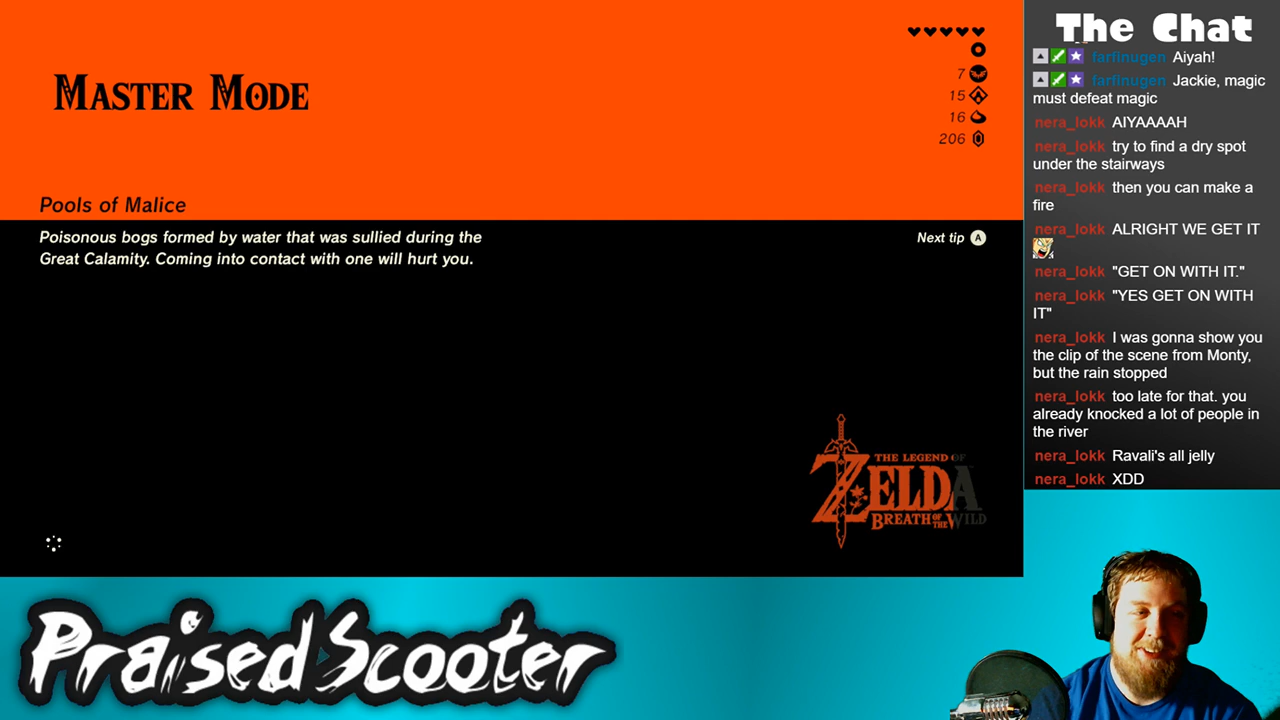 Master Mode
7
15
16
206
Pools of Malice
Poisonous bogs formed by water that was sullied during the
Great Calamity. Coming into contact with one will hurt you.
Next tip A
THE LEGEND OF
ZELDA
BREATH OF THE WILD
The Chat
farfinugen Aiyah!
farfinugen Jackie, magic
must defeat magic
nera_lokk AIYAAAAH
nera_lokk try to find a dry spot
under the stairways
nera_lokk then you can make a
fire
nera_lokk ALRIGHT WE GET IT
nera_lokk "GET ON WITH IT."
nera_lokk "YES GET ON WITH
IT"
nera_lokk I was gonna show you
the clip of the scene from Monty,
but the rain stopped
nera_lokk too late for that. you
already knocked a lot of people in
the river
nera_lokk Ravali's all jelly
nera_lokk XDD
PraisedScooter